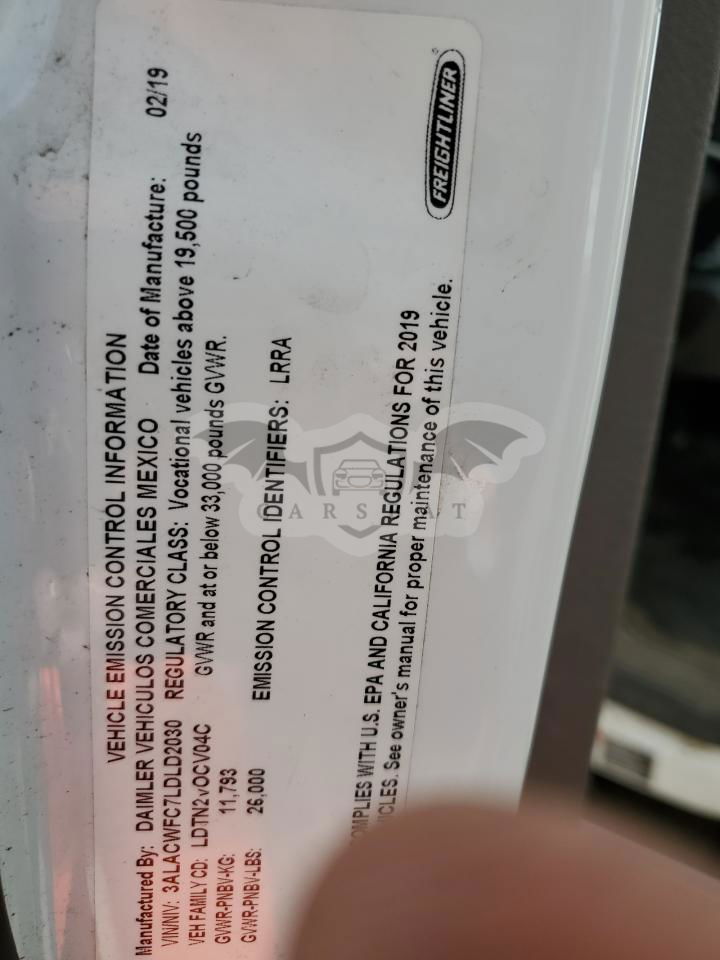 VEHICLE EMISSION CONTROL INFORMATION
Manufactured By: DAIMLER VEHICULOS COMERCIALES MEXICO Date of Manufacture: 02/19
VIN/NIV: 3ALACWFC7LDLD2030 REGULATORY CLASS: Vocational vehicles above 19,500 pounds
VEH FAMILY CD: LDTN2VOCV04C GVWR and at or below 33,000 pounds GVWR.
GVWR-PNBV-KG: 11,793
GVWR-PNBV-LBS: 26,000 EMISSION CONTROL IDENTIFIERS: LRRA
OMPLIES WITH U.S. EPA AND CALIFORNIA REGULATIONS FOR 2019
ICLES. See owner's manual for proper maintenance of this vehicle.
FREIGHTLINER